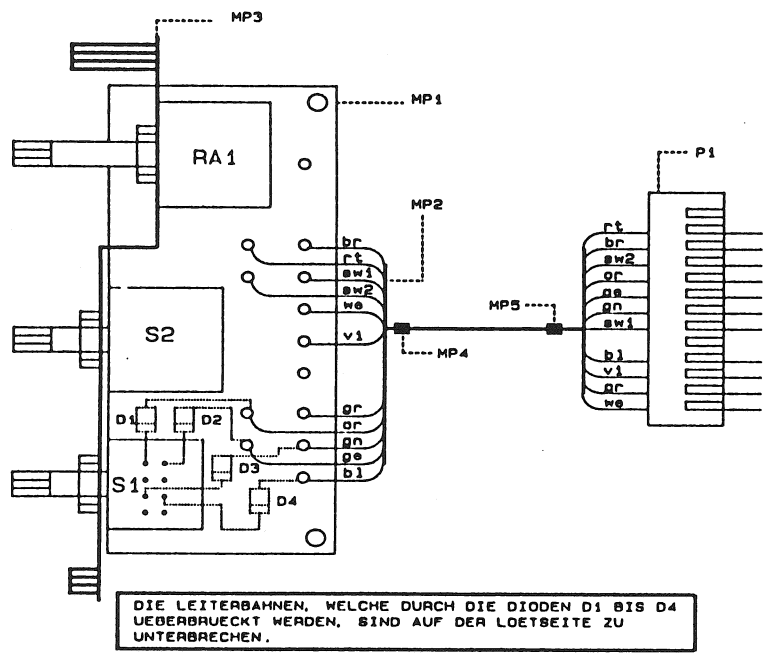 MP3
MP1
RA1
P1
MP2
br
rt
sw1
sw2
we
vi
rt
br
sw2
or
ge
gn
sw1
bl
vi
gr
we
MP5
MP4
S2
gr
or
gn
ge
bl
D1
D2
D3
D4
S1
DIE LEITERBAHNEN, WELCHE DURCH DIE DIODEN D1 BIS D4
UEBERBRUECKT WERDEN, SIND AUF DER LOETSEITE ZU
UNTERBRECHEN.